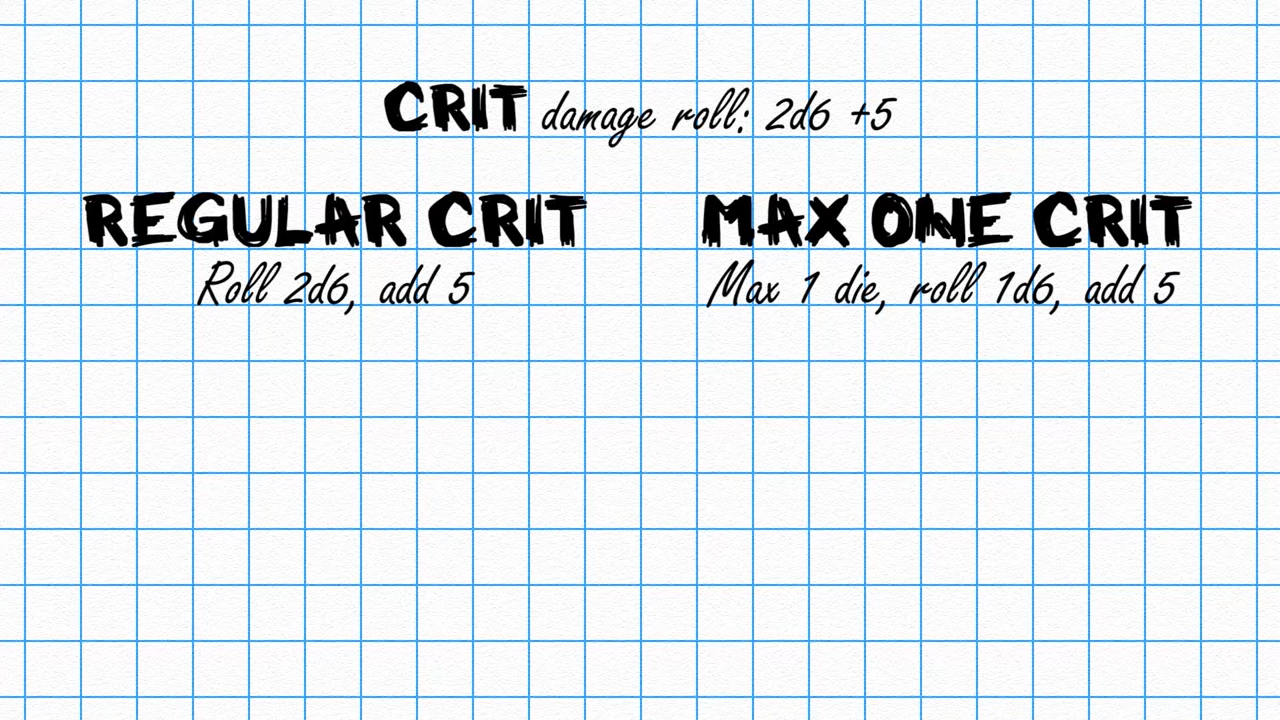 CRIT damage roll: 2d6 +5
REGULAR CRIT
Roll 2d6, add 5
MAX ONE CRIT
Max 1 die, roll 1d6, add 5